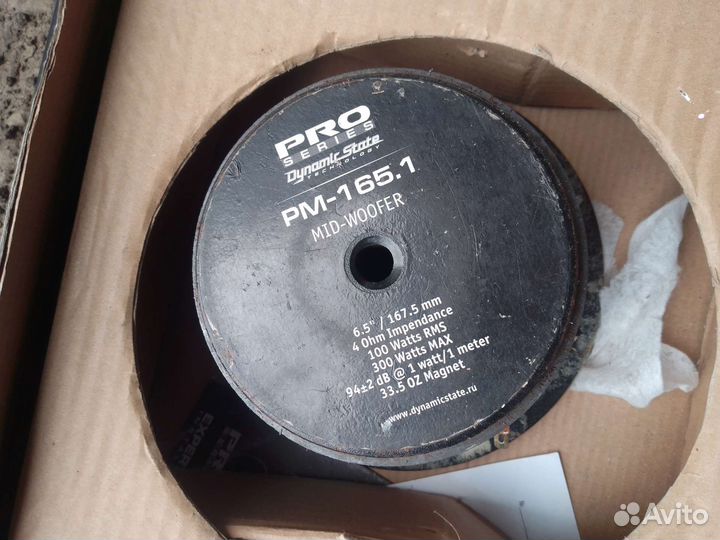 PRO
SERIES
Dynamic State
TECHNOLOGY
PM-165.1
MID-WOOFER
6.5" / 167.5 mm
4 Ohm Impendance
100 Watts RMS
300 Watts MAX
94±2 dB @ 1 watt/1 meter
33.5 OZ Magnet
www.dynamicstate.ru
Avito